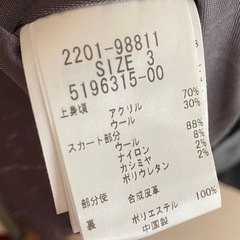 2201-98811
SIZE 3
5196315-00
上身頃 アクリル 70%
ウール 30%
スカート部分 ウール 88%
ナイロン 8%
カシミヤ 2%
ポリウレタン 2%
部分使 合成皮革
裏 ポリエステル 100%
中国製